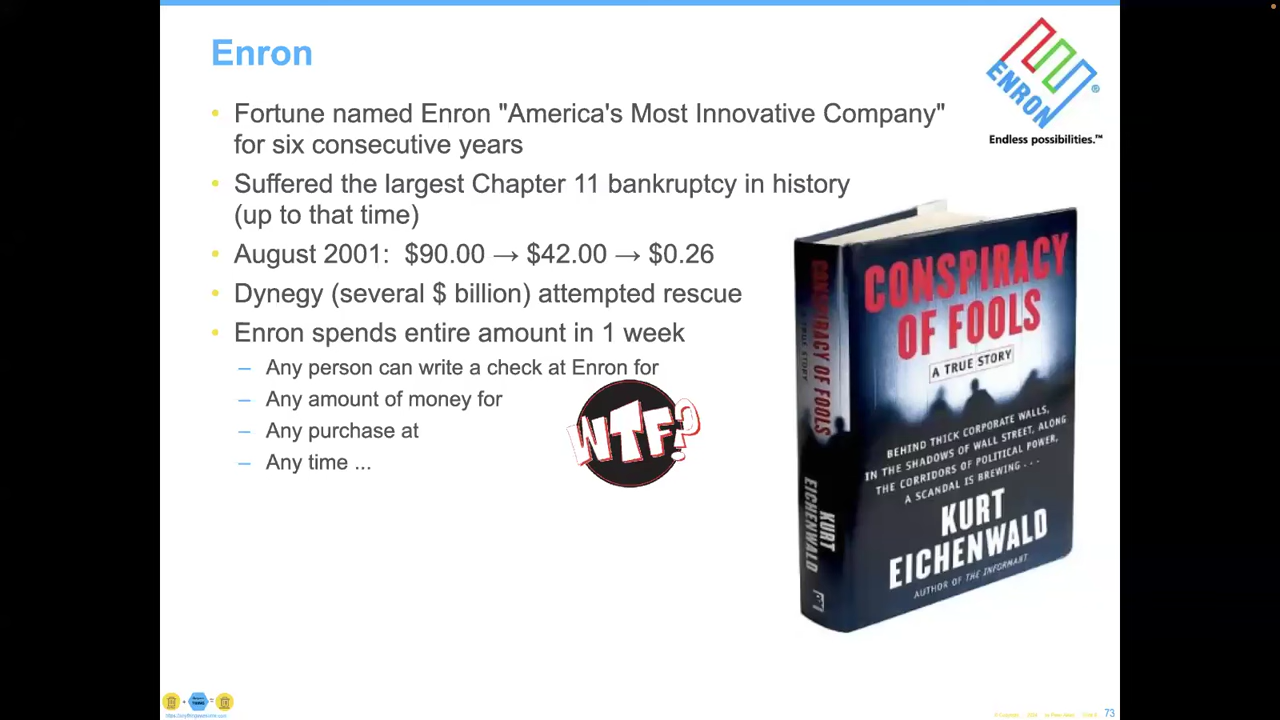 Enron
ENRON
®
Endless possibilities.™
• Fortune named Enron "America's Most Innovative Company"
for six consecutive years
• Suffered the largest Chapter 11 bankruptcy in history
(up to that time)
• August 2001: $90.00 → $42.00 → $0.26
• Dynegy (several $ billion) attempted rescue
• Enron spends entire amount in 1 week
– Any person can write a check at Enron for
– Any amount of money for
– Any purchase at
– Any time ...
WTF?
CONSPIRACY OF FOOLS
A TRUE STORY
KURT
EICHENWALD
CONSPIRACY
OF FOOLS
A TRUE STORY
BEHIND THICK CORPORATE WALLS,
IN THE SHADOWS OF WALL STREET, ALONG
THE CORRIDORS OF POLITICAL POWER,
A SCANDAL IS BREWING . . .
KURT
EICHENWALD
AUTHOR OF THE INFORMANT
73